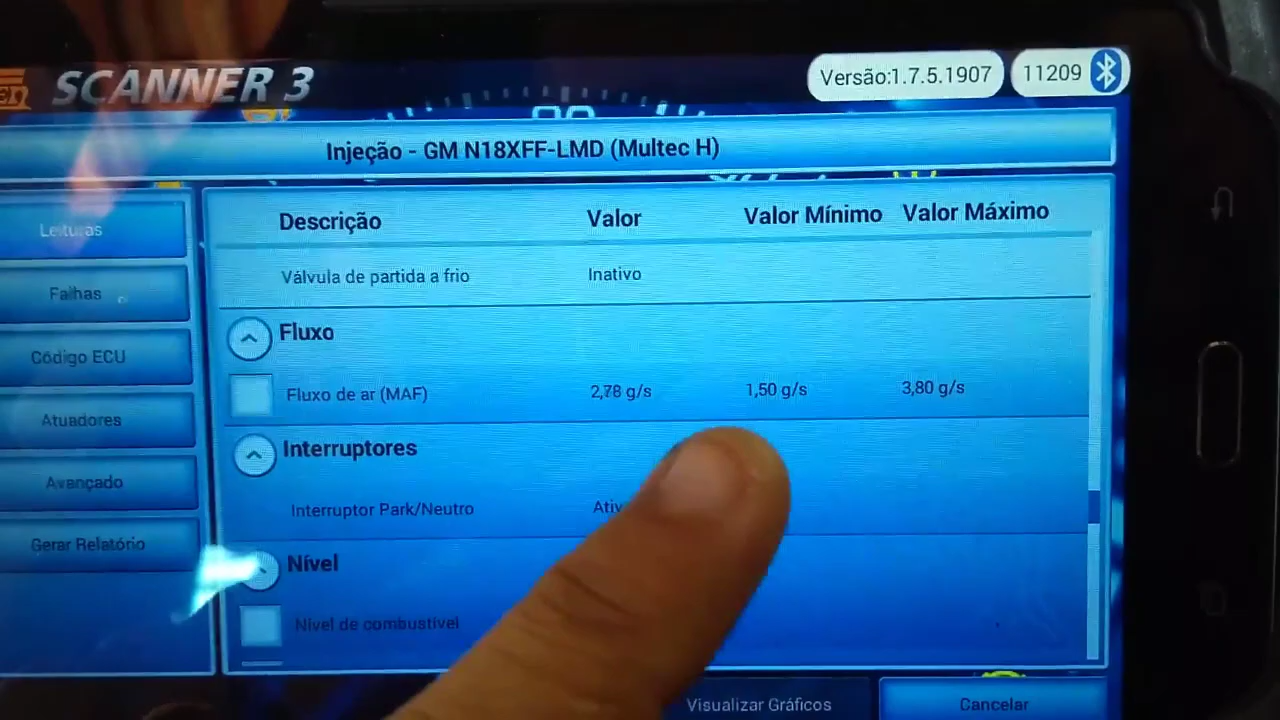 SCANNER 3
Versão:1.7.5.1907
11209
Injeção - GM N18XFF-LMD (Multec H)
Leituras
Falhas
Código ECU
Atuadores
Avançado
Gerar Relatório
Descrição Valor Valor Mínimo Valor Máximo
Válvula de partida a frio Inativo
Fluxo
Fluxo de ar (MAF) 2,78 g/s 1,50 g/s 3,80 g/s
Interruptores
Interruptor Park/Neutro
Nível
Nível de combustível
Visualizar Gráficos
Cancelar